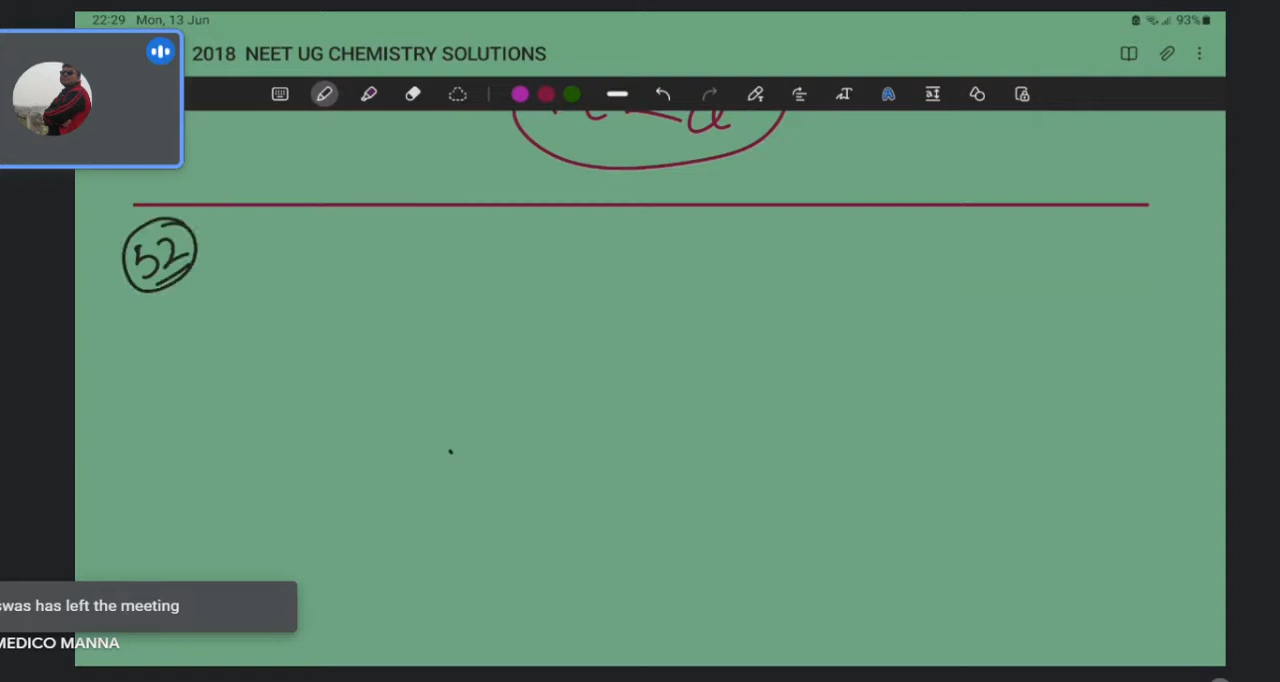 22:29 Mon, 13 Jun
93%
2018 NEET UG CHEMISTRY SOLUTIONS
52
swas has left the meeting
MEDICO MANNA